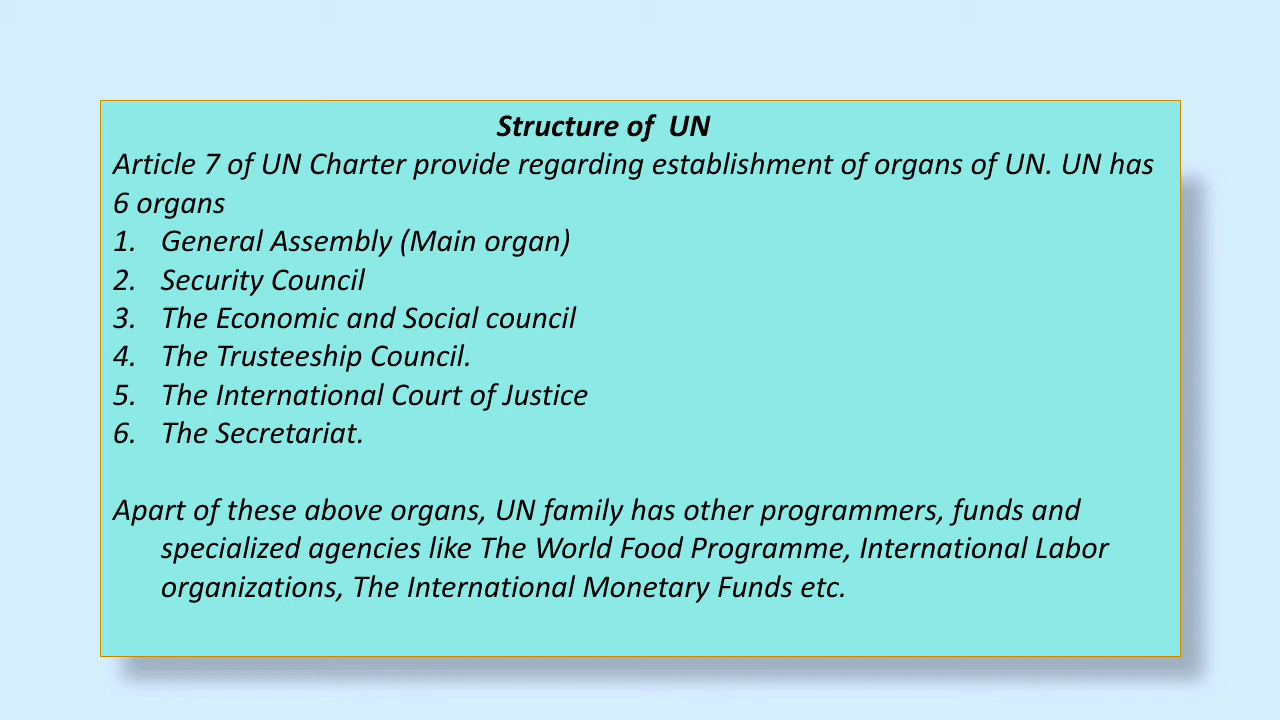 Structure of  UN
Article 7 of UN Charter provide regarding establishment of organs of UN. UN has
6 organs
1. General Assembly (Main organ)
2. Security Council
3. The Economic and Social council
4. The Trusteeship Council.
5. The International Court of Justice
6. The Secretariat.
Apart of these above organs, UN family has other programmers, funds and
specialized agencies like The World Food Programme, International Labor
organizations, The International Monetary Funds etc.